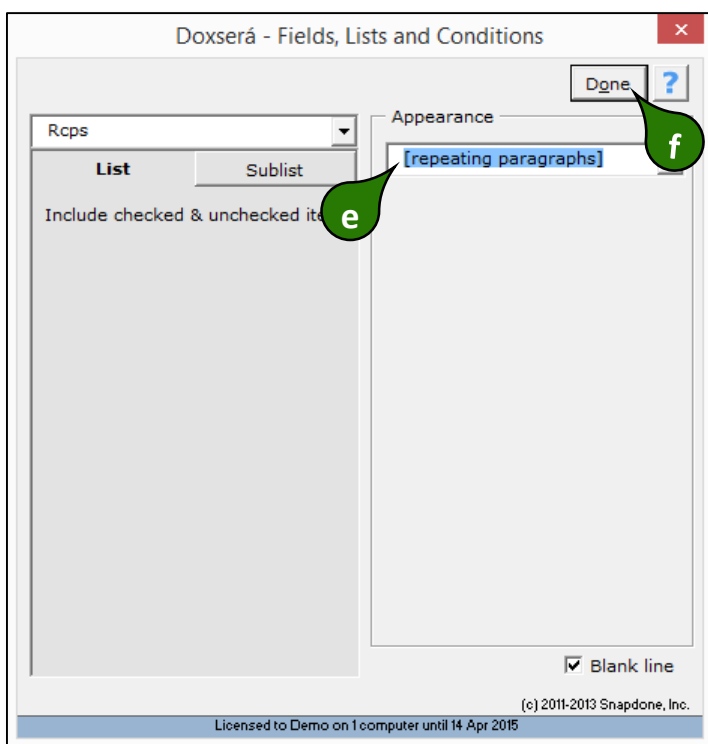 Doxserá - Fields, Lists and Conditions
Done
?
Rcps
Appearance
f
List
Sublist
[repeating paragraphs]
Include checked & unchecked
e
Blank line
(c) 2011-2013 Snapdone, Inc.
Licensed to Demo on 1 computer until 14 Apr 2015